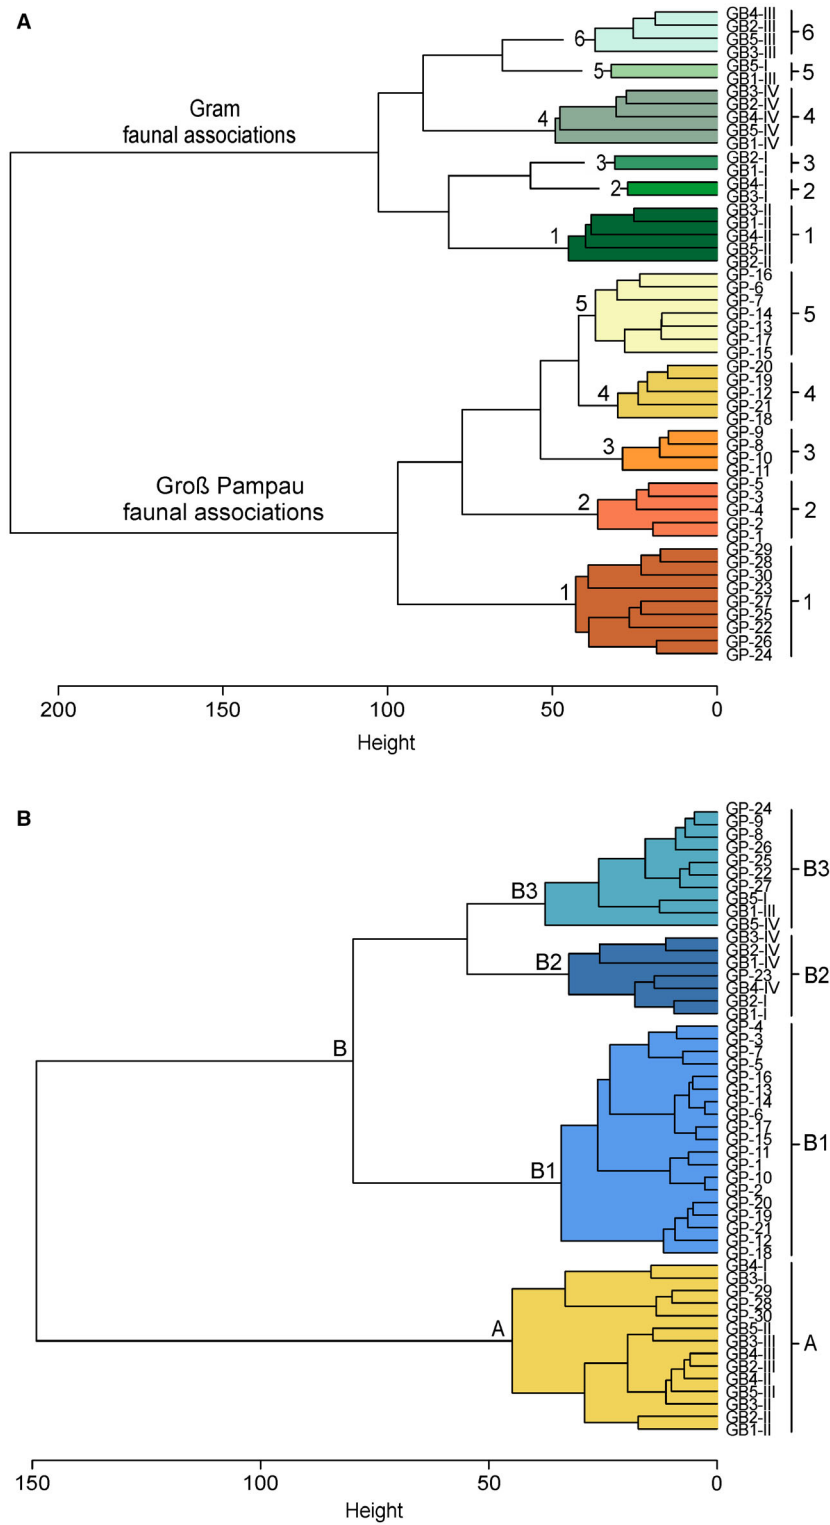 A
Gram
faunal associations
Groß Pampau
faunal associations
6
5
4
3
2
1
5
4
3
2
1
GB4-III
GB2-III
GB5-III
GB3-III
GB5-I
GB1-III
GB3-IV
GB2-IV
GB4-IV
GB5-IV
GB1-IV
GB2-I
GB1-I
GB4-I
GB3-I
GB3-II
GB1-II
GB4-II
GB5-II
GB2-II
GP-16
GP-6
GP-7
GP-14
GP-13
GP-17
GP-15
GP-20
GP-19
GP-12
GP-21
GP-18
GP-9
GP-8
GP-10
GP-11
GP-5
GP-3
GP-4
GP-2
GP-1
GP-29
GP-28
GP-30
GP-23
GP-27
GP-25
GP-22
GP-26
GP-24
6
5
4
3
2
1
5
4
3
2
1
200 150 100 50 0
Height
B
B3
B2
B
B1
A
GP-24
GP-9
GP-8
GP-26
GP-25
GP-22
GP-27
GB5-I
GB1-III
GB5-IV
GB3-IV
GB2-IV
GB1-IV
GP-23
GB4-IV
GB2-I
GB1-I
GP-4
GP-3
GP-7
GP-5
GP-16
GP-13
GP-14
GP-6
GP-17
GP-15
GP-11
GP-1
GP-10
GP-2
GP-20
GP-19
GP-21
GP-12
GP-18
GB4-I
GB3-I
GP-29
GP-28
GP-30
GB5-II
GB3-III
GB4-III
GB2-III
GB4-II
GB5-III
GB3-II
GB2-II
GB1-II
B3
B2
B1
A
150 100 50 0
Height